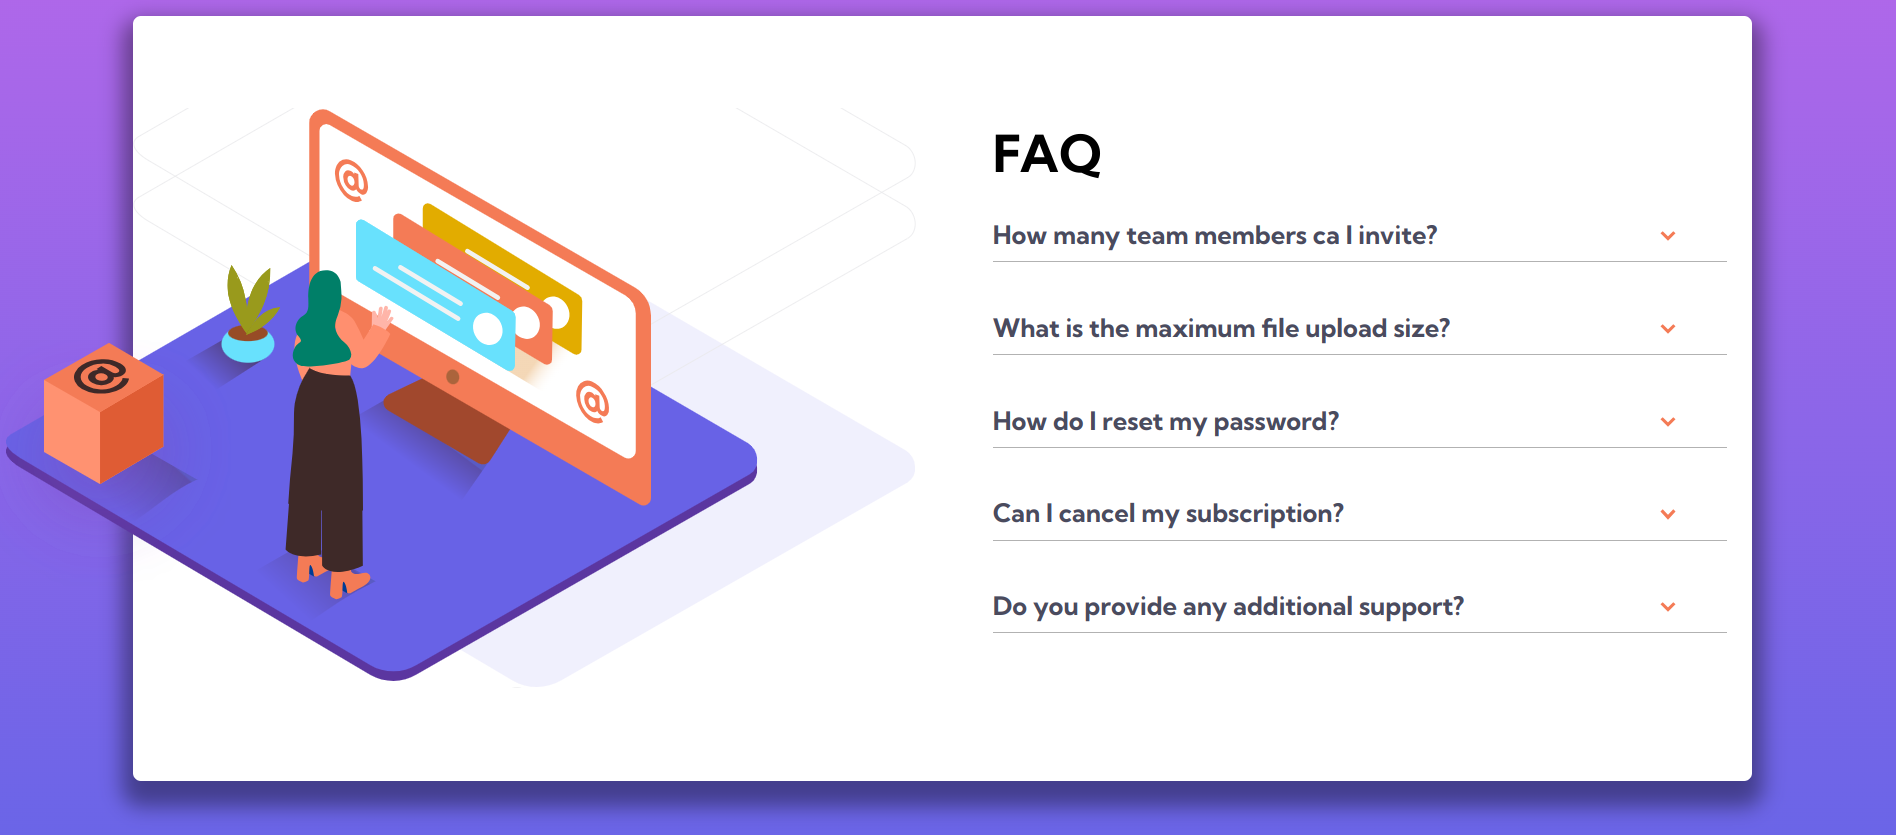 @
@
@
FAQ
How many team members ca I invite?
What is the maximum file upload size?
How do I reset my password?
Can I cancel my subscription?
Do you provide any additional support?